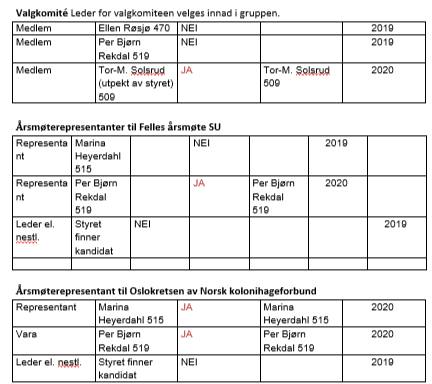 Valgkomité Leder for valgkomiteen velges innad i gruppen.
Medlem Ellen Røsjø 470 NEI 2019
Medlem Per Bjørn Rekdal 519 NEI 2019
Medlem Tor-M. Solsrud (utpekt av styret) 509 JA Tor-M. Solsrud 509 2020
Årsmøterepresentanter til Felles årsmøte SU
Representant Marina Heyerdahl 515 NEI 2019
Representant Per Bjørn Rekdal 519 JA Per Bjørn Rekdal 519 2020
Leder el. nestl. Styret finner kandidat NEI 2019
Årsmøterepresentant til Oslokretsen av Norsk kolonihageforbund
Representant Marina Heyerdahl 515 JA Marina Heyerdahl 515 2020
Vara Per Bjørn Rekdal 519 JA Per Bjørn Rekdal 519 2020
Leder el. nestl. Styret finner kandidat NEI 2019